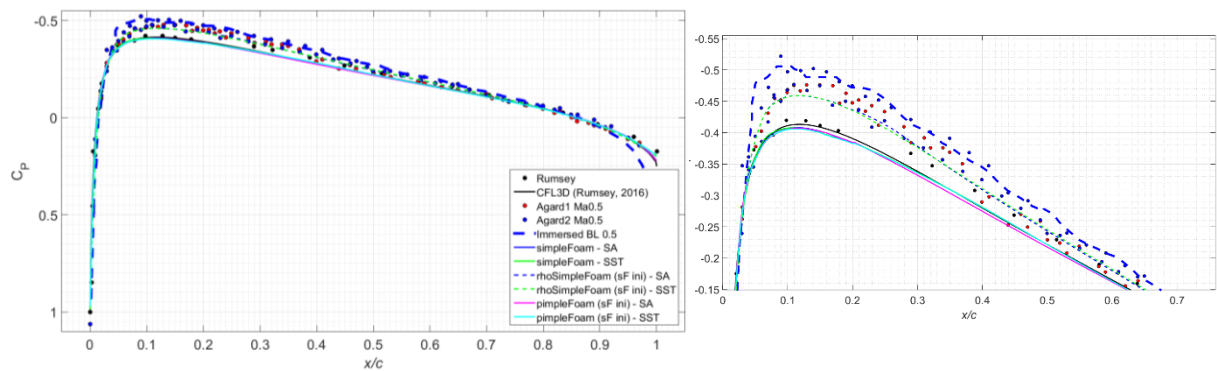 -0.5
0
0.5
1
C_P
0
0.1
0.2
0.3
0.4
0.5
0.6
0.7
0.8
0.9
1
x/c
Rumsey
CFL3D (Rumsey, 2016)
Agard1 Ma0.5
Agard2 Ma0.5
Immersed BL 0.5
simpleFoam - SA
simpleFoam - SST
rhoSimpleFoam (sF ini) - SA
rhoSimpleFoam (sF ini) - SST
pimpleFoam (sF ini) - SA
pimpleFoam (sF ini) - SST
-0.55
-0.5
-0.45
-0.4
-0.35
-0.3
-0.25
-0.2
-0.15
0
0.1
0.2
0.3
0.4
0.5
0.6
0.7
x/c